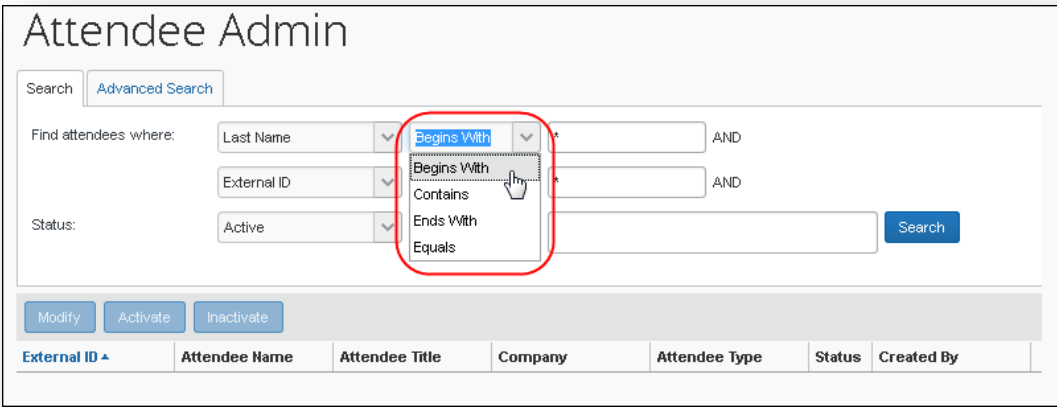 Attendee Admin
Search Advanced Search
Find attendees where: Last Name Begins With * AND
Begins With
External ID * AND
Contains
Status: Active Ends With Search
Equals
Modify Activate Inactivate
External ID Attendee Name Attendee Title Company Attendee Type Status Created By